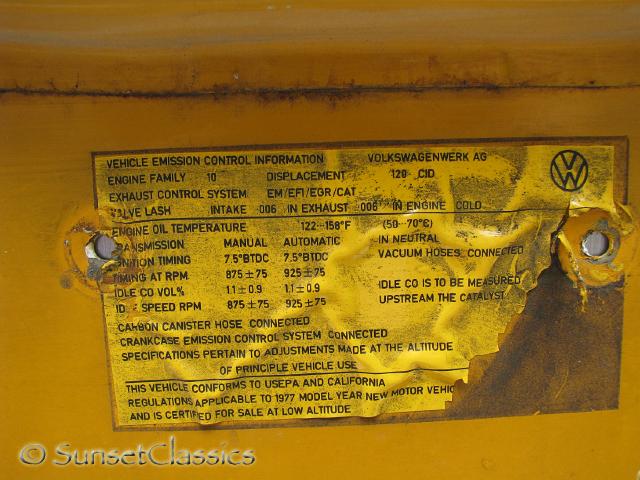 VEHICLE EMISSION CONTROL INFORMATION VOLKSWAGENWERK AG
ENGINE FAMILY 10 DISPLACEMENT 120 CID
EXHAUST CONTROL SYSTEM EM/EFI/EGR/CAT
VALVE LASH INTAKE .006 IN EXHAUST .006 IN ENGINE COLD
ENGINE OIL TEMPERATURE 122-158°F (50-70°C)
TRANSMISSION MANUAL AUTOMATIC IN NEUTRAL
IGNITION TIMING 7.5°BTDC 7.5°BTDC VACUUM HOSES CONNECTED
TIMING AT RPM 875±75 925±75
IDLE CO VOL% 1.1±0.9 1.1±0.9 IDLE CO IS TO BE MEASURED
SPEED RPM 875±75 925±75 UPSTREAM THE CATALYST
CARBON CANISTER HOSE CONNECTED
CRANKCASE EMISSION CONTROL SYSTEM CONNECTED
SPECIFICATIONS PERTAIN TO ADJUSTMENTS MADE AT THE ALTITUDE
OF PRINCIPLE VEHICLE USE
THIS VEHICLE CONFORMS TO USEPA AND CALIFORNIA
REGULATIONS APPLICABLE TO 1977 MODEL YEAR NEW MOTOR VEHIC
AND IS CERTIFIED FOR SALE AT LOW ALTITUDE
VW
© SunsetClassics